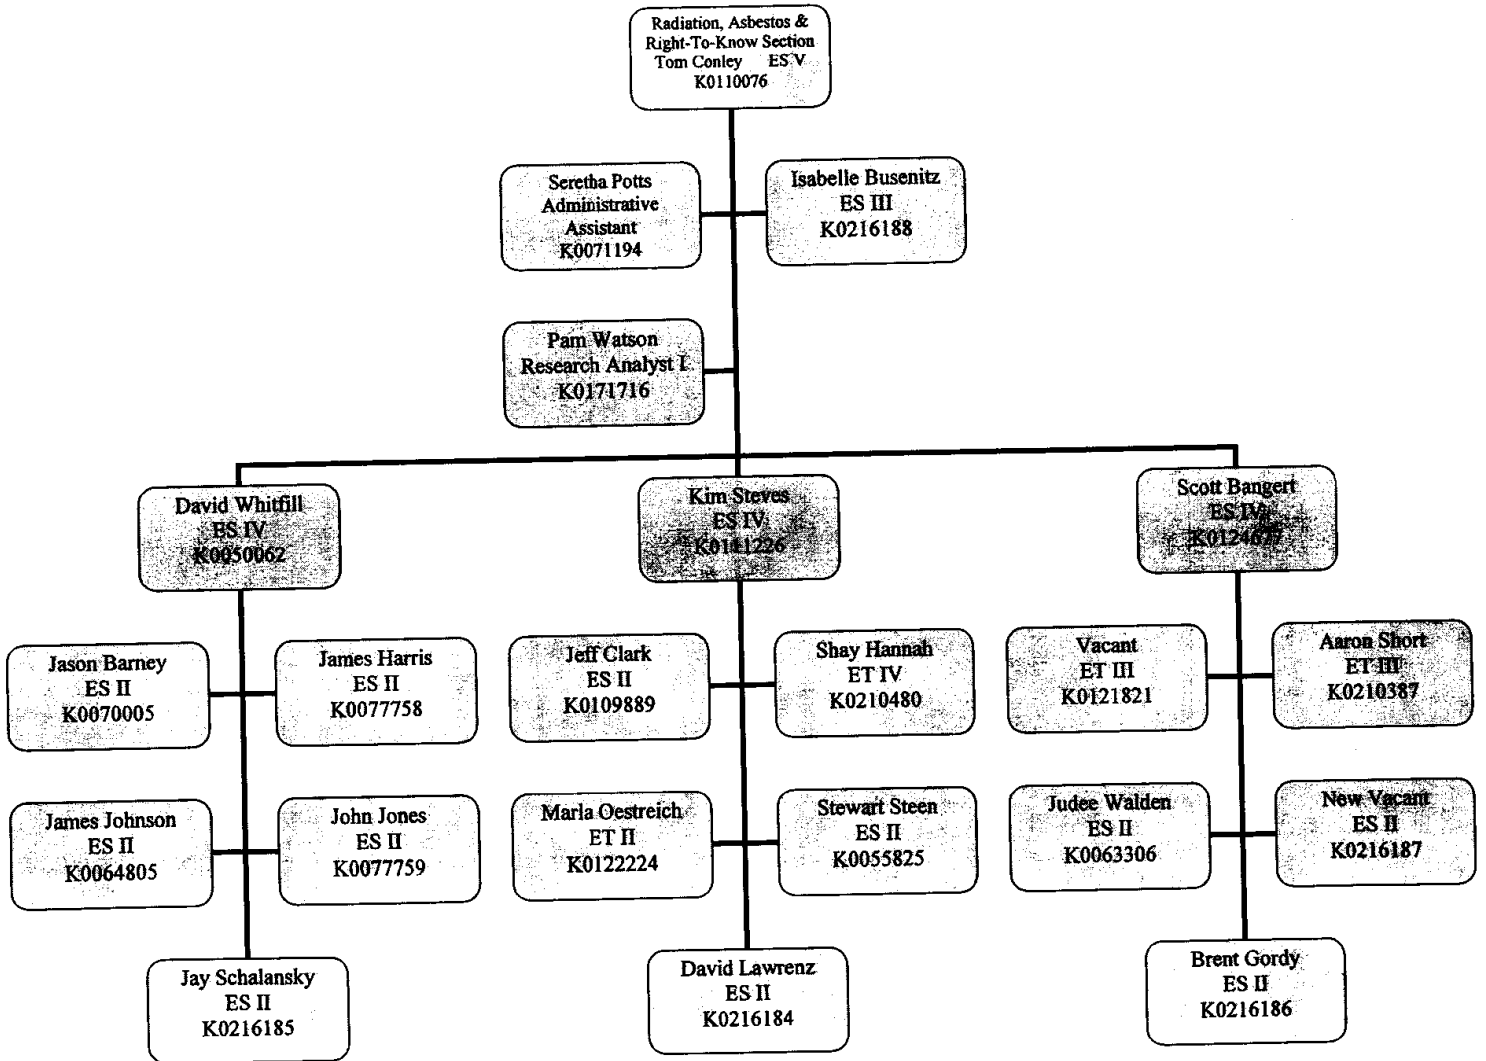 Radiation, Asbestos &
Right-To-Know Section
Tom Conley ES V
K0110076
Seretha Potts
Administrative
Assistant
K0071194
Isabelle Busenitz
ES III
K0216188
Pam Watson
Research Analyst I
K0171716
David Whitfill
ES IV
K0050062
Kim Steves
ES IV
K0111226
Scott Bangert
ES IV
Jason Barney
ES II
K0070005
James Harris
ES II
K0077758
Jeff Clark
ES II
K0109889
Shay Hannah
ET IV
K0210480
Vacant
ET III
K0121821
Aaron Short
ET III
K0210387
James Johnson
ES II
K0064805
John Jones
ES II
K0077759
Marla Oestreich
ET II
K0122224
Stewart Steen
ES II
K0055825
Judee Walden
ES II
K0063306
New Vacant
ES II
K0216187
Jay Schalansky
ES II
K0216185
David Lawrenz
ES II
K0216184
Brent Gordy
ES II
K0216186